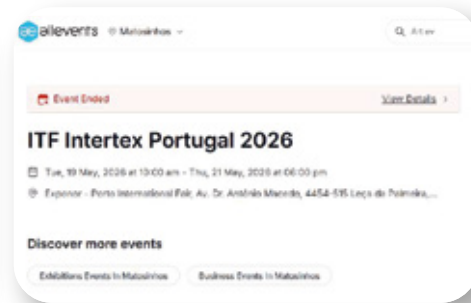 allevents Matosinhos
Event Ended View Details
ITF Intertex Portugal 2026
Tue, 19 May, 2026 at 10:00 am - Thu, 21 May, 2026 at 06:00 pm
Exponor - Porto International Fair, Av. Dr. António Macedo, 4454-515 Leça da Palmeira,...
Discover more events
Exhibitions Events In Matosinhos Business Events In Matosinhos